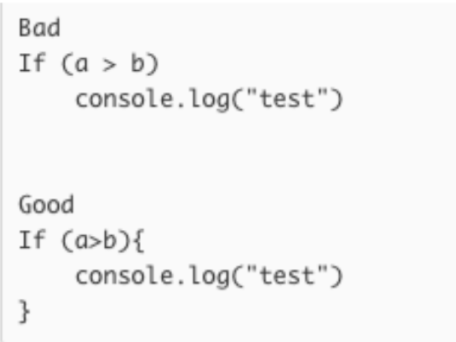 Bad
If (a > b)
    console.log("test")
Good
If (a>b){
    console.log("test")
}